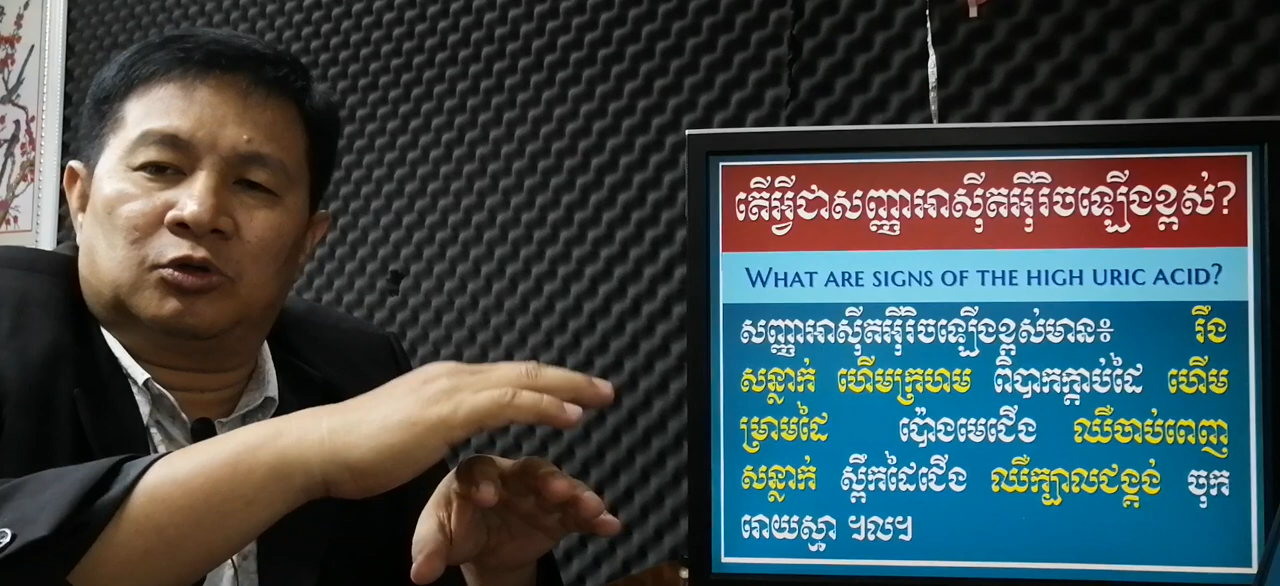 តើអ្វីជាសញ្ញាអាស៊ីតអ៊ីរិចឡើងខ្ពស់?
WHAT ARE SIGNS OF THE HIGH URIC ACID?
សញ្ញាអាស៊ីតអ៊ីរិចឡើងខ្ពស់មាន៖ រឹង
សន្លាក់ ហើមក្រហម ពិបាកក្តាប់ដៃ ហើម
ម្រាមដៃ ប៉ោងមេជើង ឈឺចាប់ពេញ
សន្លាក់ ស្ពឹកដៃជើង ឈឺក្បាលជង្គង់ ចុក
រោយស្មា ។ល។